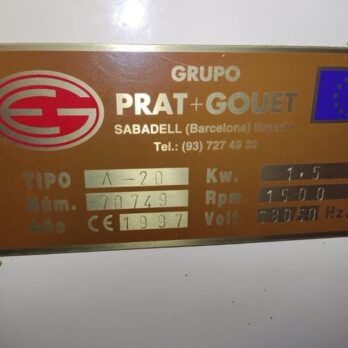 GRUPO
PRAT+GOUET
SABADELL (Barcelona) España
Tel.: (93) 727 49 33
TIPO A-20 Kw. 1,5
Núm. 70749 Rpm. 1500
Año CE 1997 Volt. Hz.